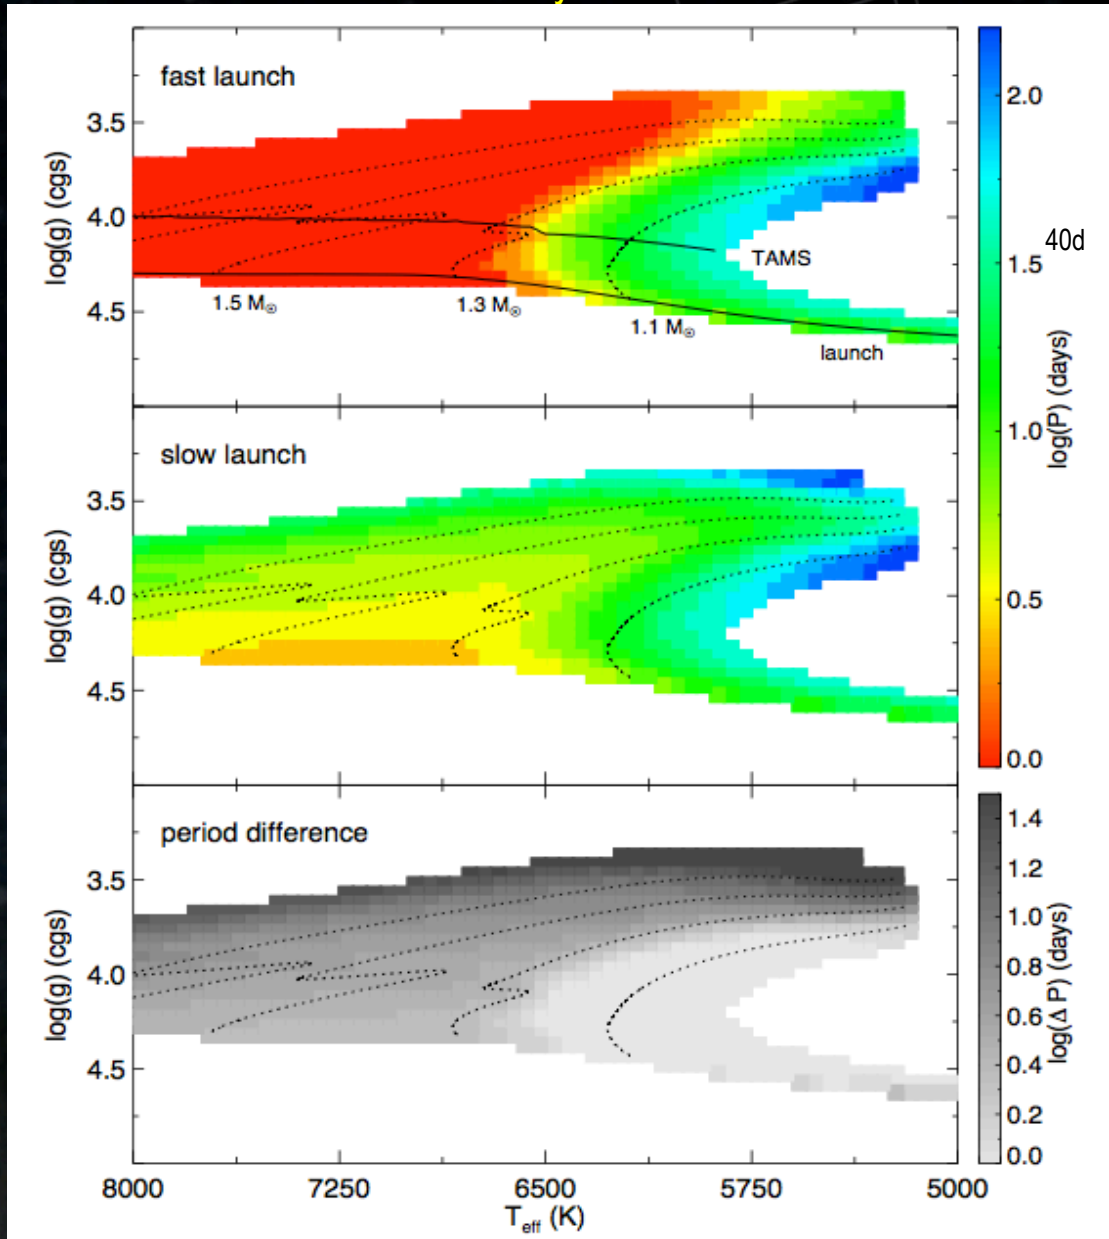 fast launch
3.5
4.0
4.5
log(g) (cgs)
1.5 M☉
1.3 M☉
1.1 M☉
TAMS
launch
2.0
40d
1.5
1.0
0.5
0.0
log(P) (days)
slow launch
3.5
4.0
4.5
log(g) (cgs)
period difference
3.5
4.0
4.5
log(g) (cgs)
1.4
1.2
1.0
0.8
0.6
0.4
0.2
0.0
log(Δ P) (days)
8000 7250 6500 5750 5000
Teff (K)